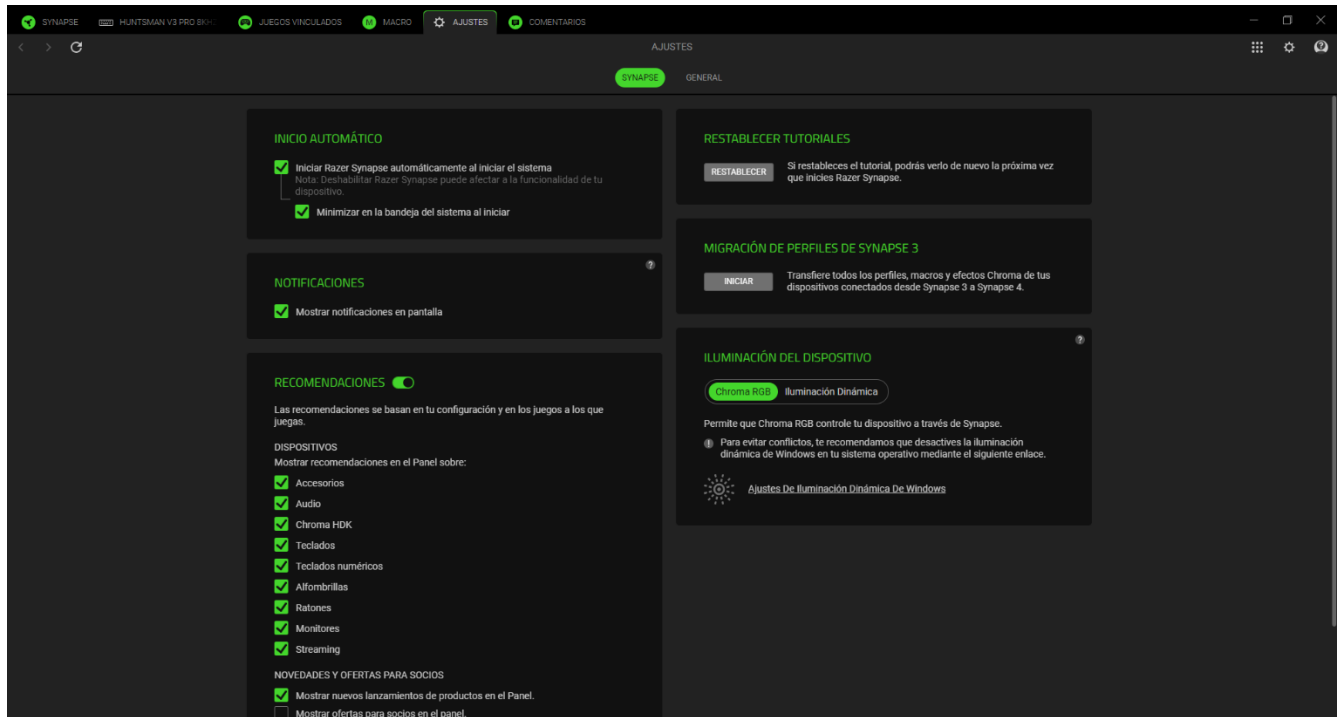 SYNAPSE
HUNTSMAN V3 PRO 8KH
JUEGOS VINCULADOS
M
MACRO
AJUSTES
COMENTARIOS
AJUSTES
SYNAPSE
GENERAL
INICIO AUTOMÁTICO
Iniciar Razer Synapse automáticamente al iniciar el sistema
Nota: Deshabilitar Razer Synapse puede afectar a la funcionalidad de tu
dispositivo.
Minimizar en la bandeja del sistema al iniciar
NOTIFICACIONES
?
Mostrar notificaciones en pantalla
RECOMENDACIONES
Las recomendaciones se basan en tu configuración y en los juegos a los que
juegas.
DISPOSITIVOS
Mostrar recomendaciones en el Panel sobre:
Accesorios
Audio
Chroma HDK
Teclados
Teclados numéricos
Alfombrillas
Ratones
Monitores
Streaming
NOVEDADES Y OFERTAS PARA SOCIOS
Mostrar nuevos lanzamientos de productos en el Panel.
Mostrar ofertas para socios en el panel.
RESTABLECER TUTORIALES
RESTABLECER
Si restableces el tutorial, podrás verlo de nuevo la próxima vez
que inicies Razer Synapse.
MIGRACIÓN DE PERFILES DE SYNAPSE 3
INICIAR
Transfiere todos los perfiles, macros y efectos Chroma de tus
dispositivos conectados desde Synapse 3 a Synapse 4.
?
ILUMINACIÓN DEL DISPOSITIVO
Chroma RGB
Iluminación Dinámica
Permite que Chroma RGB controle tu dispositivo a través de Synapse.
Para evitar conflictos, te recomendamos que desactives la iluminación
dinámica de Windows en tu sistema operativo mediante el siguiente enlace.
Ajustes De Iluminación Dinámica De Windows